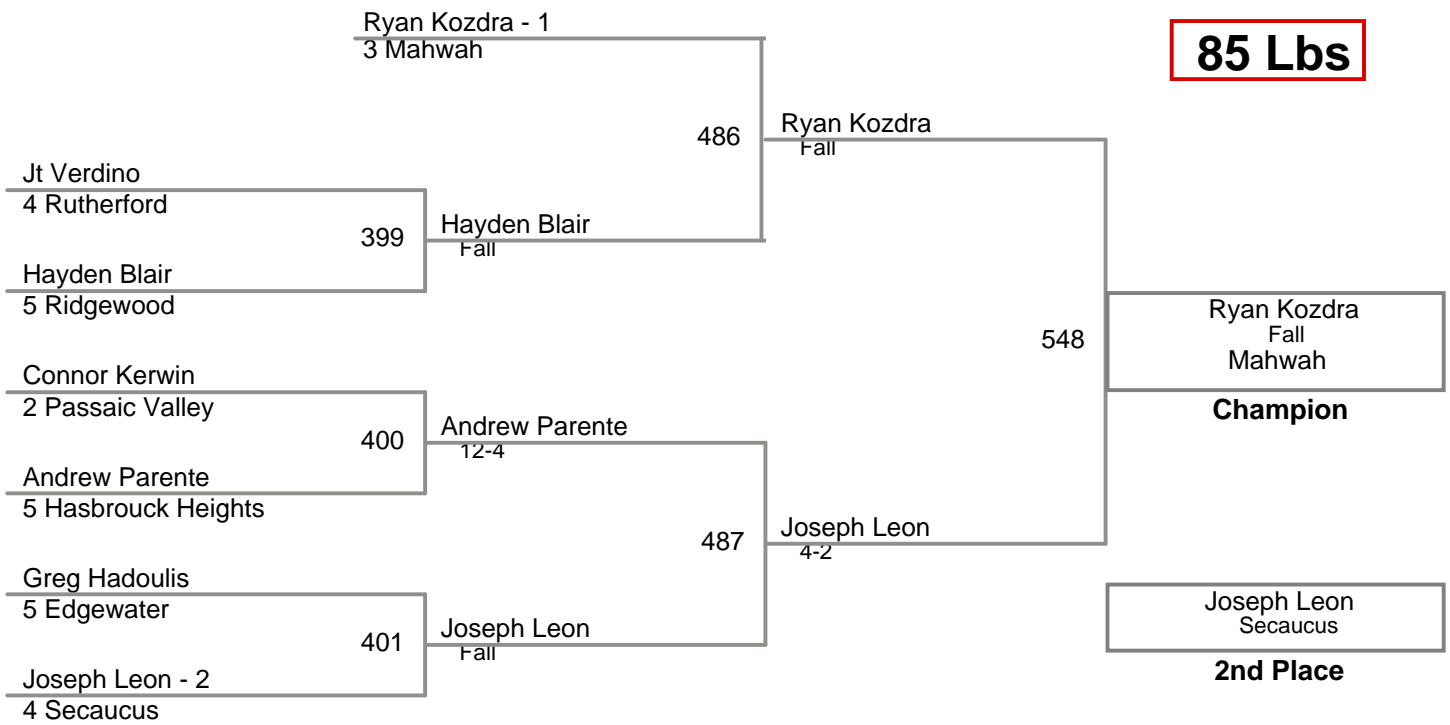 Ryan Kozdra - 1
3 Mahwah
85 Lbs
486
Ryan Kozdra
Fall
Jt Verdino
4 Rutherford
399
Hayden Blair
Fall
Hayden Blair
5 Ridgewood
548
Ryan Kozdra
Fall
Mahwah
Champion
Connor Kerwin
2 Passaic Valley
400
Andrew Parente
12-4
Andrew Parente
5 Hasbrouck Heights
487
Joseph Leon
4-2
Greg Hadoulis
5 Edgewater
401
Joseph Leon
Fall
Joseph Leon - 2
4 Secaucus
Joseph Leon
Secaucus
2nd Place